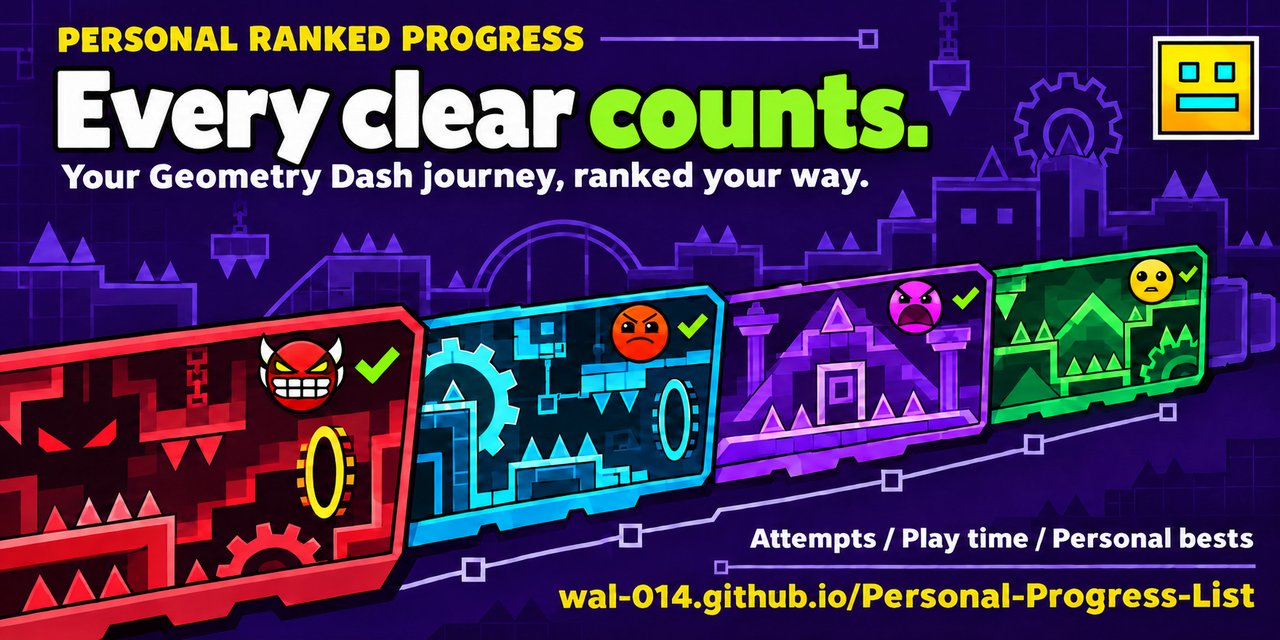 PERSONAL RANKED PROGRESS
Every clear counts.
Your Geometry Dash journey, ranked your way.
Attempts / Play time / Personal bests
wal-014.github.io/Personal-Progress-List